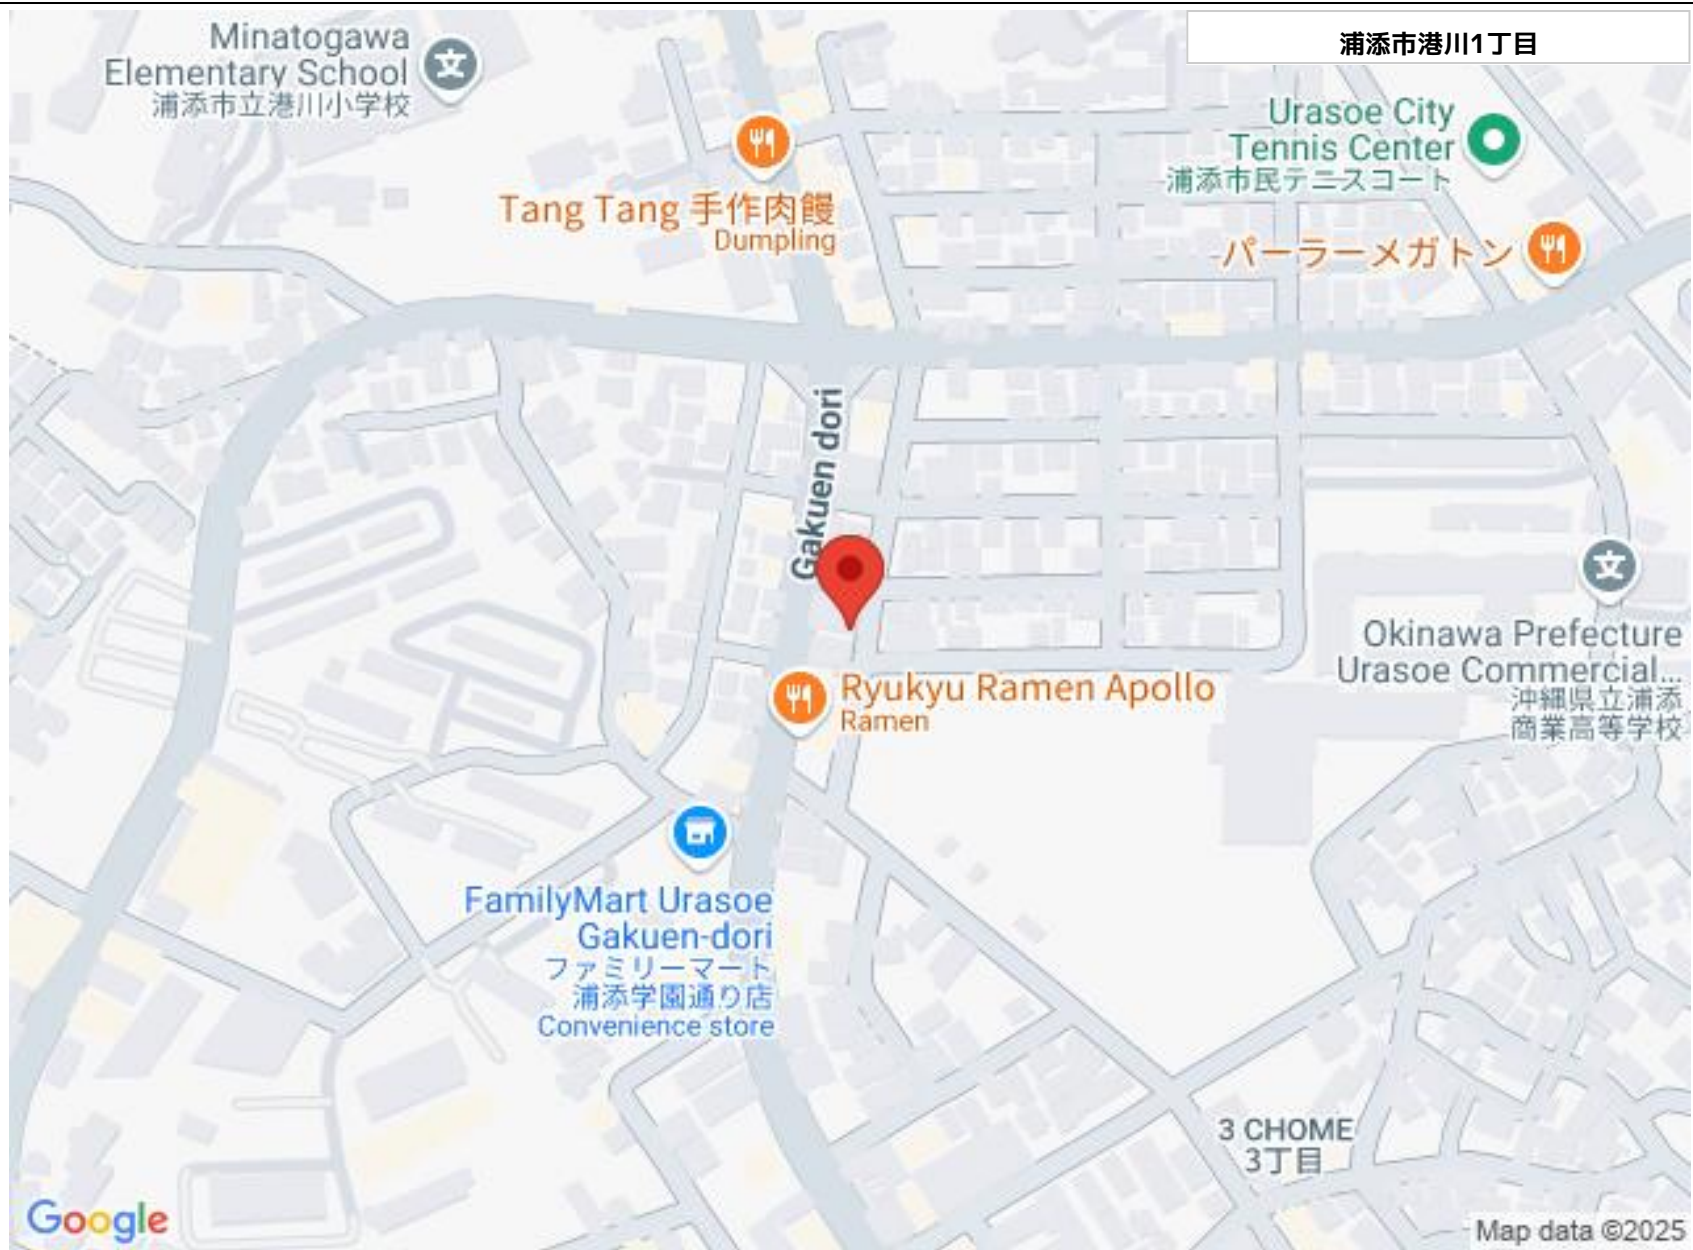 浦添市港川1丁目
Minatogawa
Elementary School
浦添市立港川小学校
Urasoe City
Tennis Center
浦添市民テニスコート
Tang Tang 手作肉饅
Dumpling
パーラーメガトン
Gakuen dori
Okinawa Prefecture
Urasoe Commercial...
沖縄県立浦添
商業高等学校
Ryukyu Ramen Apollo
Ramen
FamilyMart Urasoe
Gakuen-dori
ファミリーマート
浦添学園通り店
Convenience store
3 CHOME
3丁目
Google
Map data ©2025
文
文